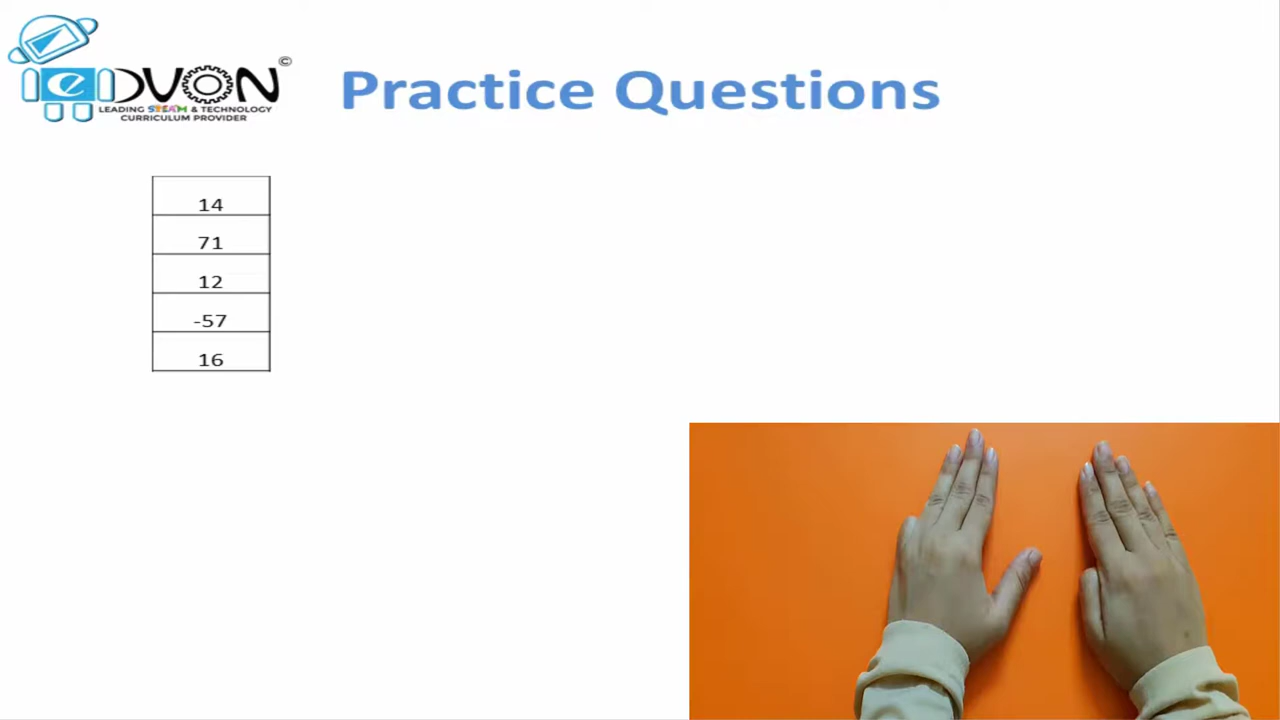 ©
eDVON
LEADING STEAM & TECHNOLOGY
CURRICULUM PROVIDER
Practice Questions
14
71
12
-57
16